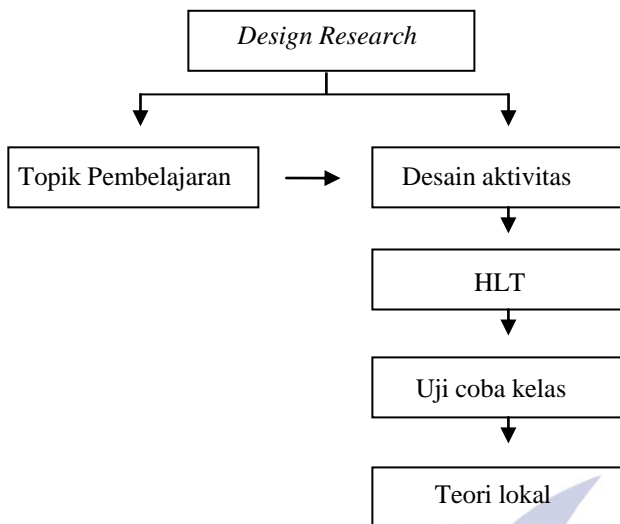 Design Research
Topik Pembelajaran
Desain aktivitas
HLT
Uji coba kelas
Teori lokal